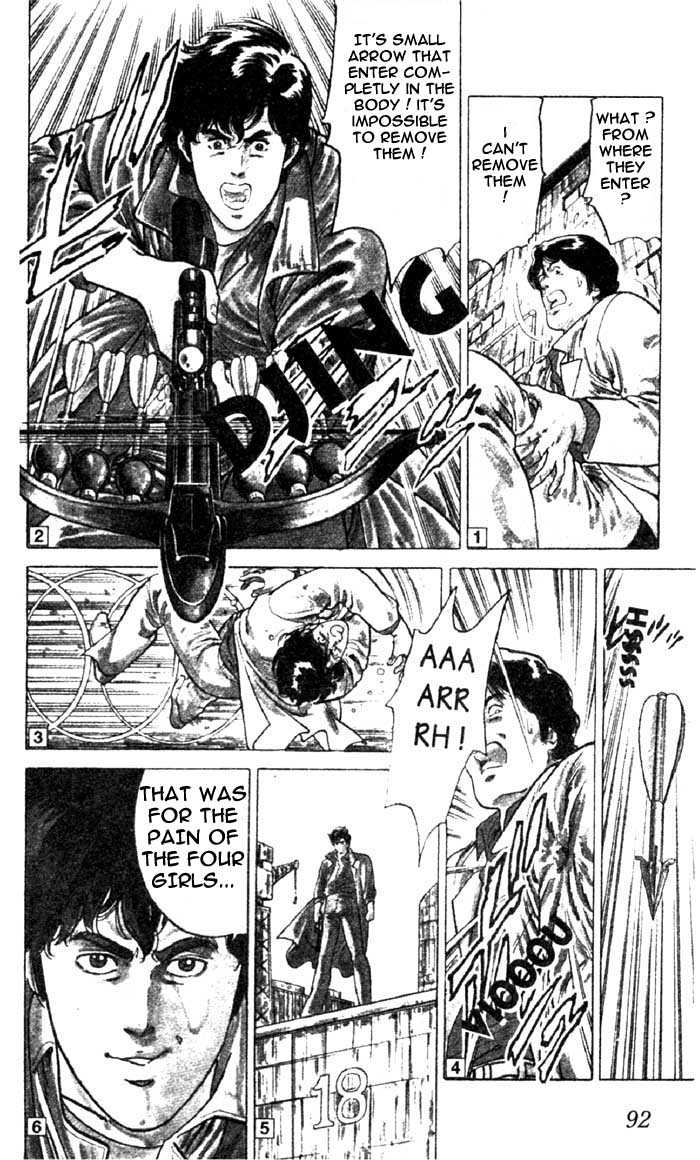 WHAT ?
FROM
WHERE
THEY
ENTER
?
I
CAN'T
REMOVE
THEM
!
1
IT'S SMALL
ARROW THAT
ENTER COM-
PLETLY IN THE
BODY ! IT'S
IMPOSSIBLE
TO REMOVE
THEM !
DJING
2
HSSSSS
AAA
ARR
RH !
4
3
18
5
THAT WAS
FOR THE
PAIN OF
THE FOUR
GIRLS...
6
92